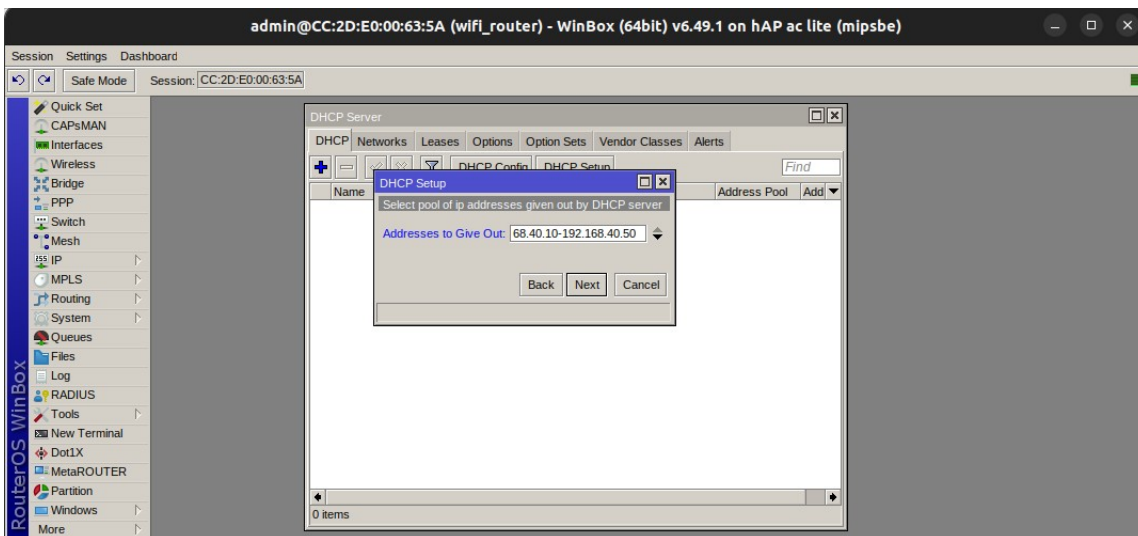 admin@CC:2D:E0:00:63:5A (wifi_router) - WinBox (64bit) v6.49.1 on hAP ac lite (mipsbe)
Session Settings Dashboard
Safe Mode Session: CC:2D:E0:00:63:5A
Quick Set
CAPsMAN
Interfaces
Wireless
Bridge
PPP
Switch
Mesh
IP
MPLS
Routing
System
Queues
Files
Log
RADIUS
Tools
New Terminal
Dot1X
MetaROUTER
Partition
Windows
More
RouterOS WinBox
DHCP Server
DHCP Networks Leases Options Option Sets Vendor Classes Alerts
DHCP Config DHCP Setup Find
Name Address Pool Add
DHCP Setup
Select pool of ip addresses given out by DHCP server
Addresses to Give Out: 68.40.10-192.168.40.50
Back Next Cancel
0 items